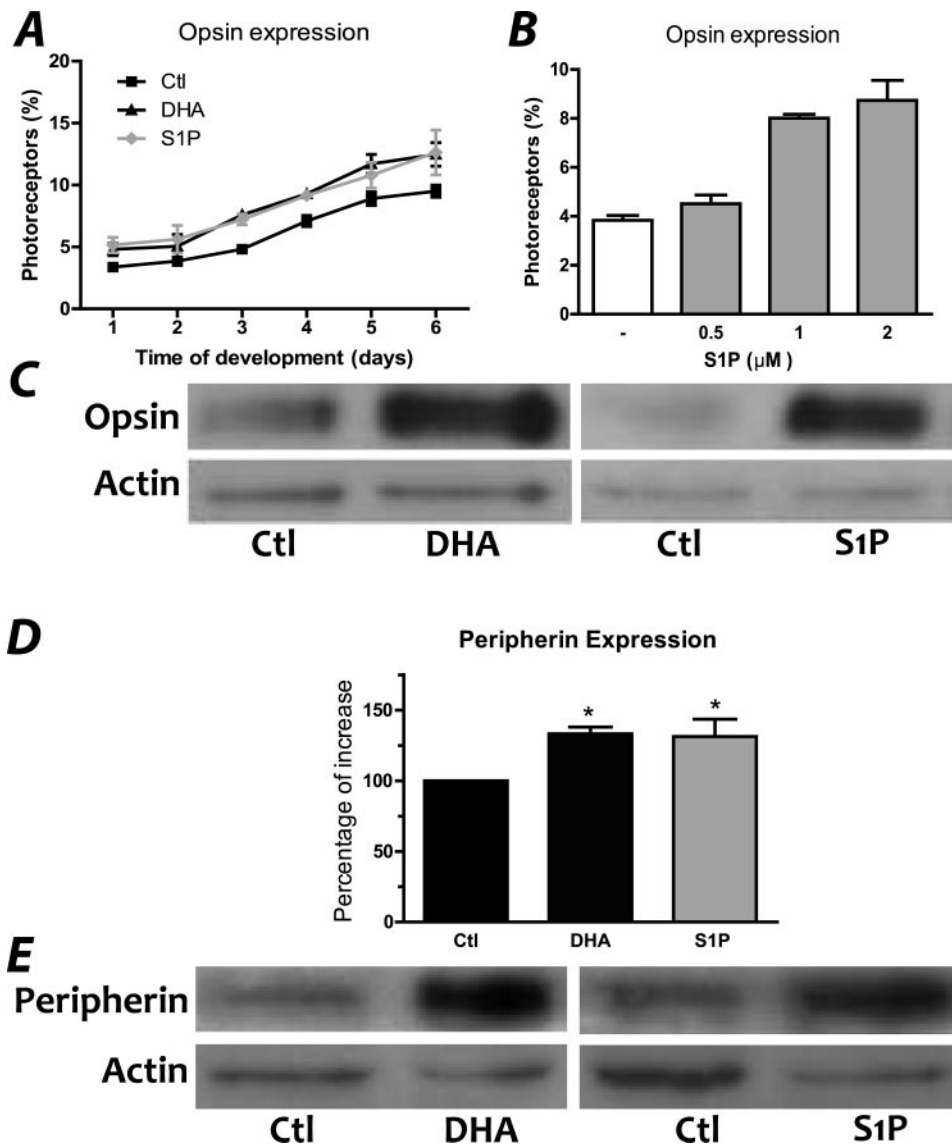 A
Opsin expression
Photoreceptors (%)
20
15
10
5
0
Ctl
DHA
S1P
1 2 3 4 5 6
Time of development (days)
B
Opsin expression
Photoreceptors (%)
10
8
6
4
2
0
- 0.5 1 2
S1P (μM )
C
Opsin
Actin
Ctl DHA Ctl S1P
D
Peripherin Expression
Percentage of increase
150
100
50
0
* *
Ctl DHA S1P
E
Peripherin
Actin
Ctl DHA Ctl S1P